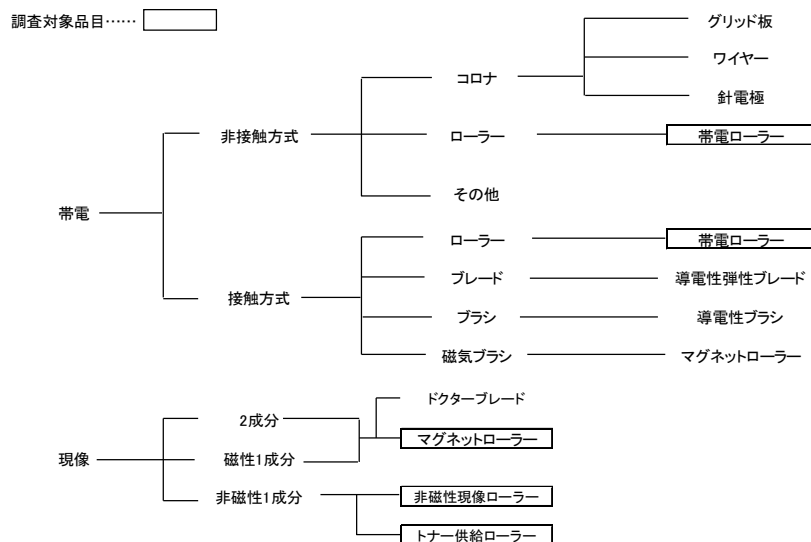 調査対象品目……
グリッド板
コロナ
ワイヤー
針電極
非接触方式
ローラー
帯電ローラー
その他
帯電
ローラー
帯電ローラー
接触方式
ブレード
導電性弾性ブレード
ブラシ
導電性ブラシ
磁気ブラシ
マグネットローラー
ドクターブレード
2成分
マグネットローラー
現像
磁性1成分
非磁性1成分
非磁性現像ローラー
トナー供給ローラー